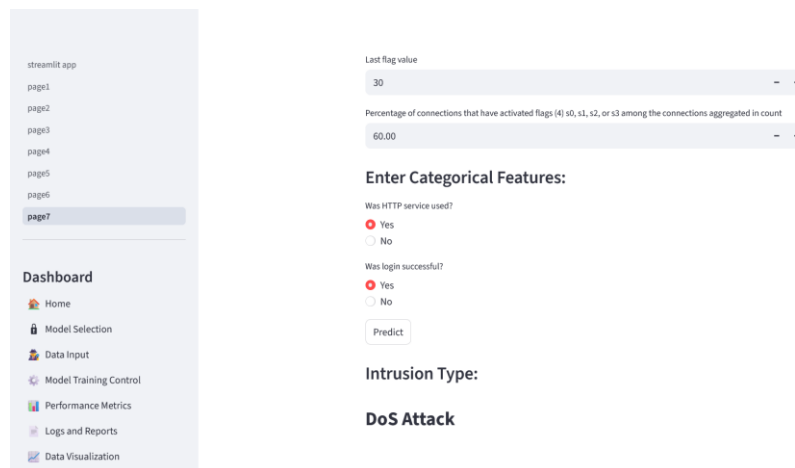 streamlit app
page1
page2
page3
page4
page5
page6
page7
Dashboard
Home
Model Selection
Data Input
Model Training Control
Performance Metrics
Logs and Reports
Data Visualization
Last flag value
30
Percentage of connections that have activated flags (4) s0, s1, s2, or s3 among the connections aggregated in count
60.00
Enter Categorical Features:
Was HTTP service used?
Yes
No
Was login successful?
Yes
No
Predict
Intrusion Type:
DoS Attack